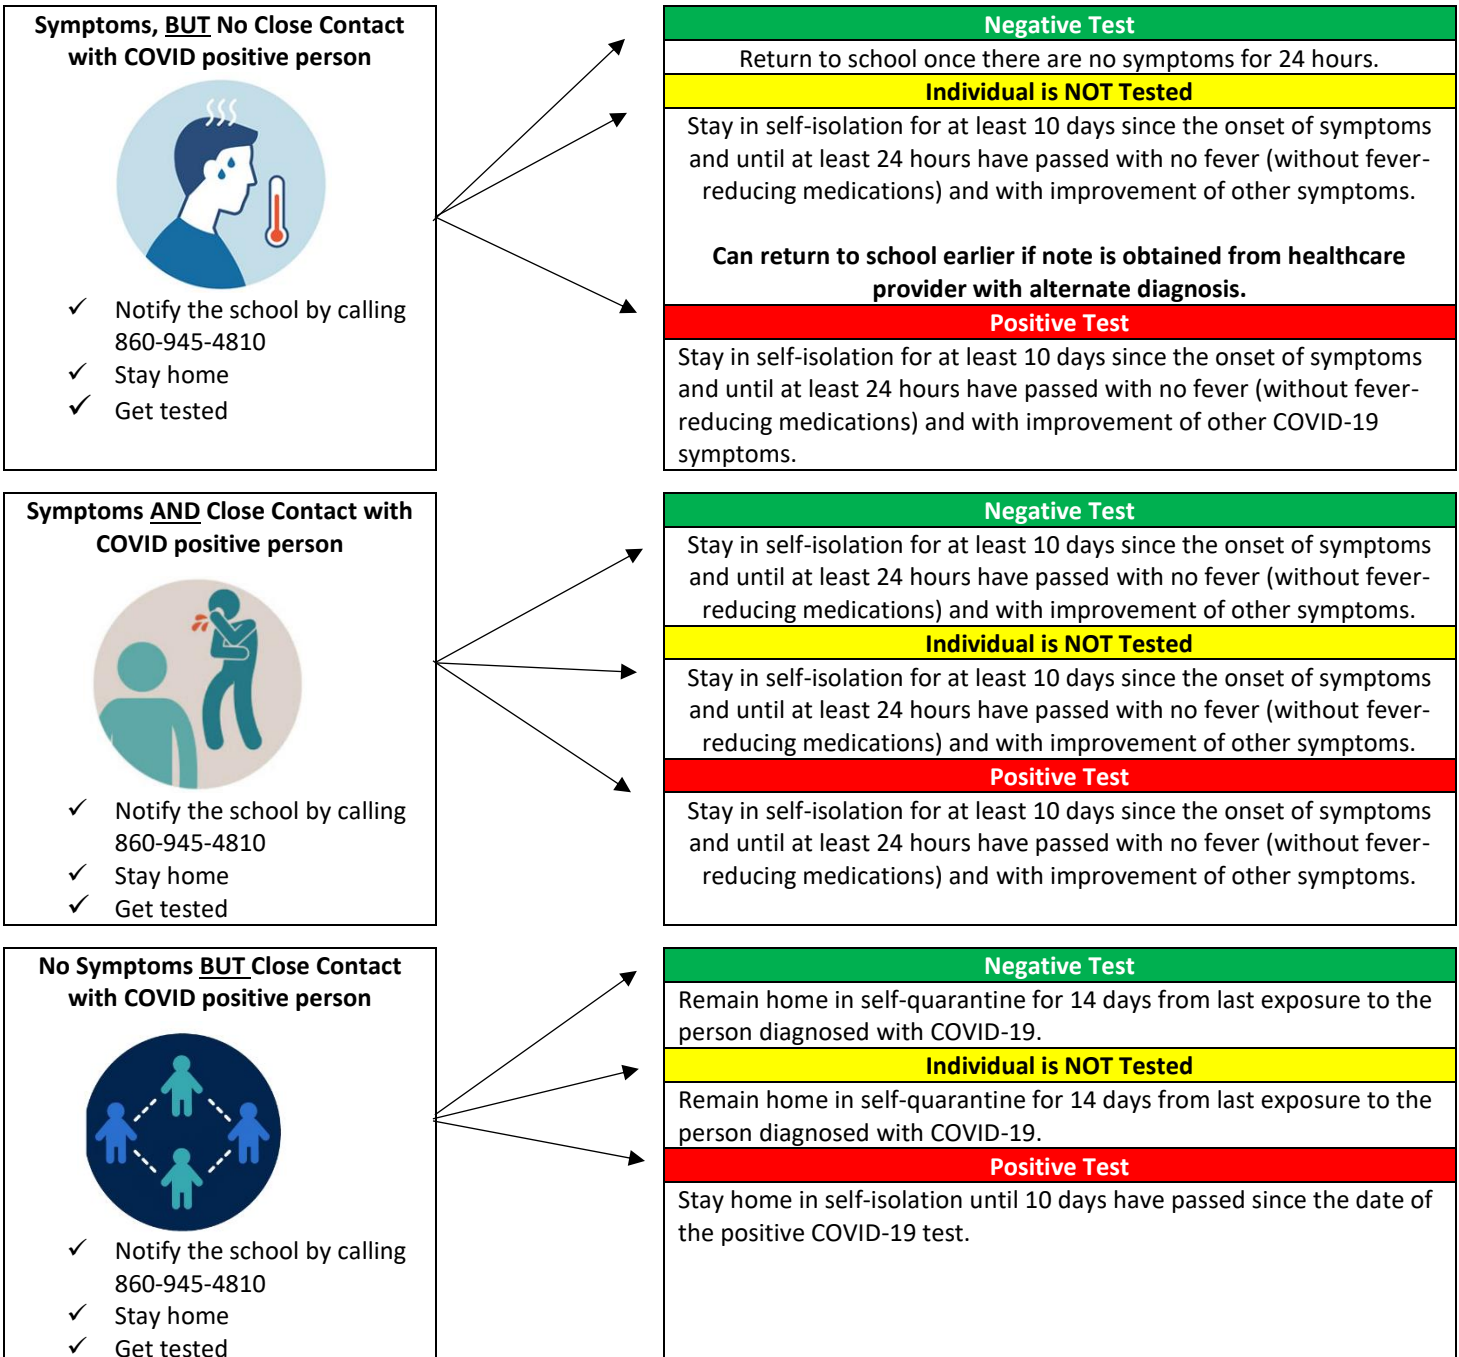 Symptoms, BUT No Close Contact
with COVID positive person
✓ Notify the school by calling
860-945-4810
✓ Stay home
✓ Get tested
Negative Test
Return to school once there are no symptoms for 24 hours.
Individual is NOT Tested
Stay in self-isolation for at least 10 days since the onset of symptoms
and until at least 24 hours have passed with no fever (without fever-
reducing medications) and with improvement of other symptoms.
Can return to school earlier if note is obtained from healthcare
provider with alternate diagnosis.
Positive Test
Stay in self-isolation for at least 10 days since the onset of symptoms
and until at least 24 hours have passed with no fever (without fever-
reducing medications) and with improvement of other COVID-19
symptoms.
Symptoms AND Close Contact with
COVID positive person
✓ Notify the school by calling
860-945-4810
✓ Stay home
✓ Get tested
Negative Test
Stay in self-isolation for at least 10 days since the onset of symptoms
and until at least 24 hours have passed with no fever (without fever-
reducing medications) and with improvement of other symptoms.
Individual is NOT Tested
Stay in self-isolation for at least 10 days since the onset of symptoms
and until at least 24 hours have passed with no fever (without fever-
reducing medications) and with improvement of other symptoms.
Positive Test
Stay in self-isolation for at least 10 days since the onset of symptoms
and until at least 24 hours have passed with no fever (without fever-
reducing medications) and with improvement of other symptoms.
No Symptoms BUT Close Contact
with COVID positive person
✓ Notify the school by calling
860-945-4810
✓ Stay home
✓ Get tested
Negative Test
Remain home in self-quarantine for 14 days from last exposure to the
person diagnosed with COVID-19.
Individual is NOT Tested
Remain home in self-quarantine for 14 days from last exposure to the
person diagnosed with COVID-19.
Positive Test
Stay home in self-isolation until 10 days have passed since the date of
the positive COVID-19 test.